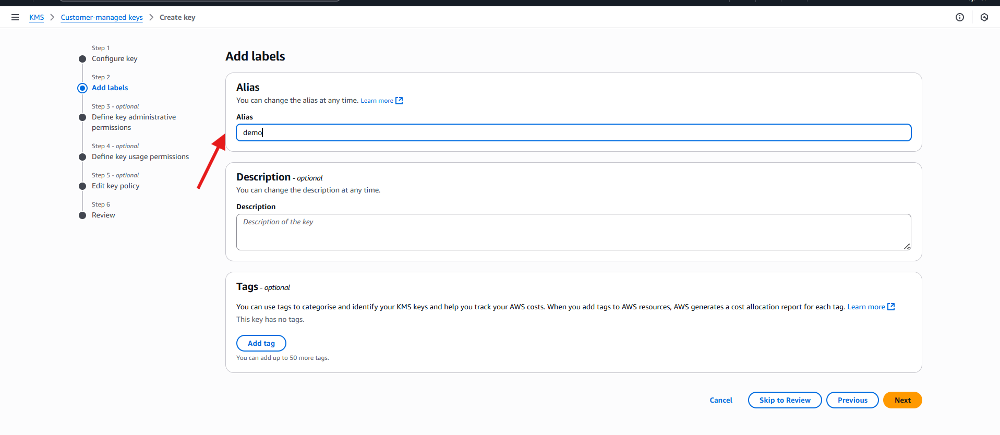 KMS > Customer-managed keys > Create key
Step 1
Configure key
Step 2
Add labels
Step 3 - optional
Define key administrative
permissions
Step 4 - optional
Define key usage permissions
Step 5 - optional
Edit key policy
Step 6
Review
Add labels
Alias
You can change the alias at any time. Learn more
Alias
demo
Description - optional
You can change the description at any time.
Description
Description of the key
Tags - optional
You can use tags to categorise and identify your KMS keys and help you track your AWS costs. When you add tags to AWS resources, AWS generates a cost allocation report for each tag. Learn more
This key has no tags.
Add tag
You can add up to 50 more tags.
Cancel
Skip to Review
Previous
Next